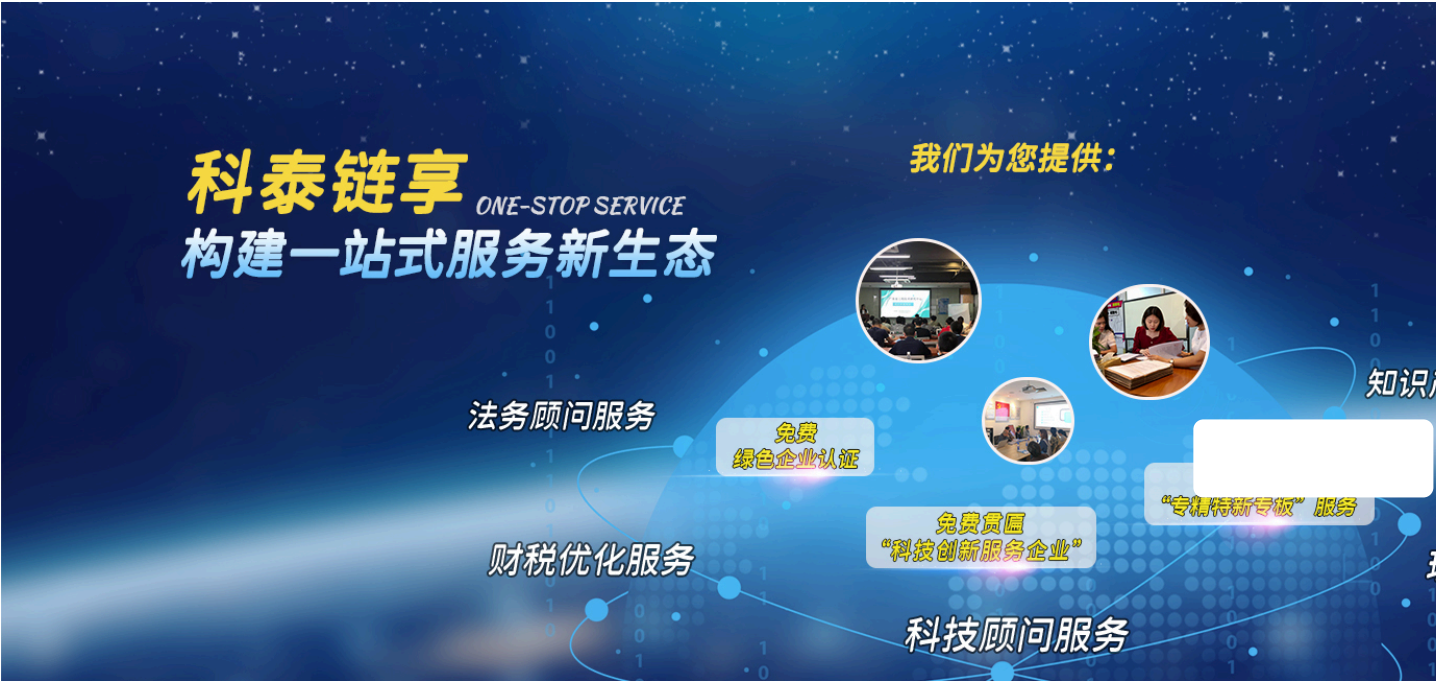 科泰链享
ONE-STOP SERVICE
构建一站式服务新生态
我们为您提供:
知识
法务顾问服务
免费
绿色企业认证
“专精特新专板”服务
免费贯匾
“科技创新服务企业”
财税优化服务
科技顾问服务